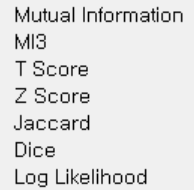 Mutual Information
MI3
T Score
Z Score
Jaccard
Dice
Log Likelihood